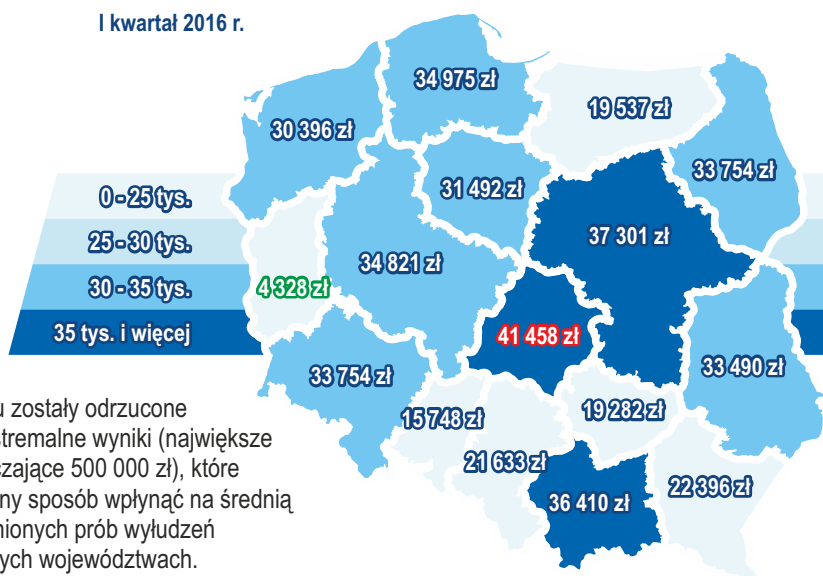 I kwartał 2016 r.
34 975 zł
19 537 zł
30 396 zł
33 754 zł
31 492 zł
0 - 25 tys.
25 - 30 tys.
30 - 35 tys.
35 tys. i więcej
37 301 zł
34 821 zł
4 328 zł
41 458 zł
33 490 zł
33 754 zł
15 748 zł
19 282 zł
21 633 zł
36 410 zł
22 396 zł
u zostały odrzucone
stremalne wyniki (największe
czające 500 000 zł), które
ny sposób wpłynąć na średnią
nionych prób wyłudzeń
ych województwach.